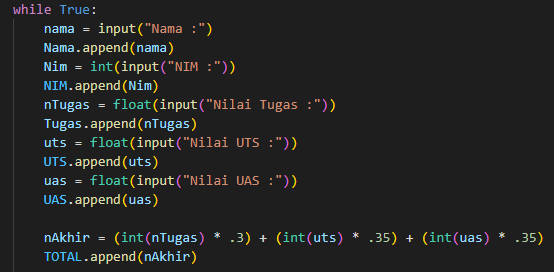 while True:
    nama = input("Nama :")
    Nama.append(nama)
    Nim = int(input("NIM :"))
    NIM.append(Nim)
    nTugas = float(input("Nilai Tugas :"))
    Tugas.append(nTugas)
    uts = float(input("Nilai UTS :"))
    UTS.append(uts)
    uas = float(input("Nilai UAS :"))
    UAS.append(uas)

    nAkhir = (int(nTugas) * .3) + (int(uts) * .35) + (int(uas) * .35)
    TOTAL.append(nAkhir)